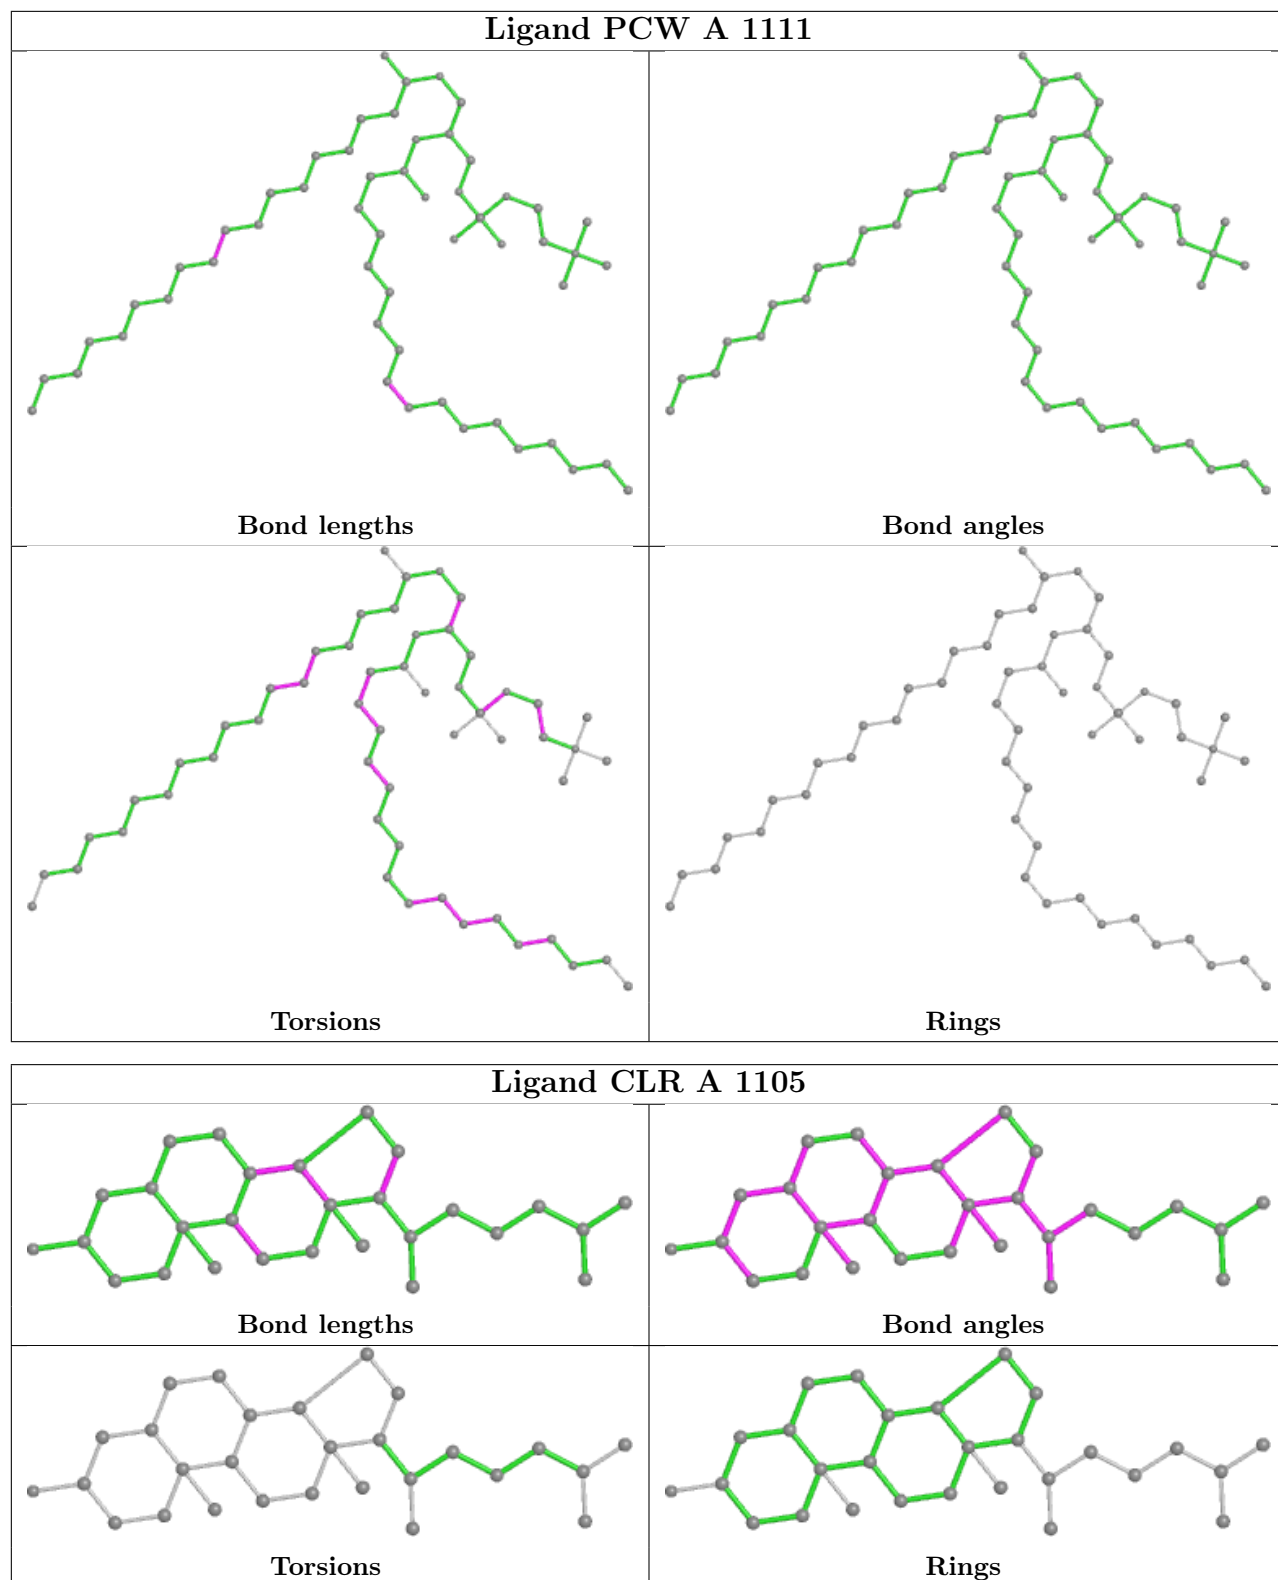 Ligand PCW A 1111
Bond lengths
Bond angles
Torsions
Rings
Ligand CLR A 1105
Bond lengths
Bond angles
Torsions
Rings